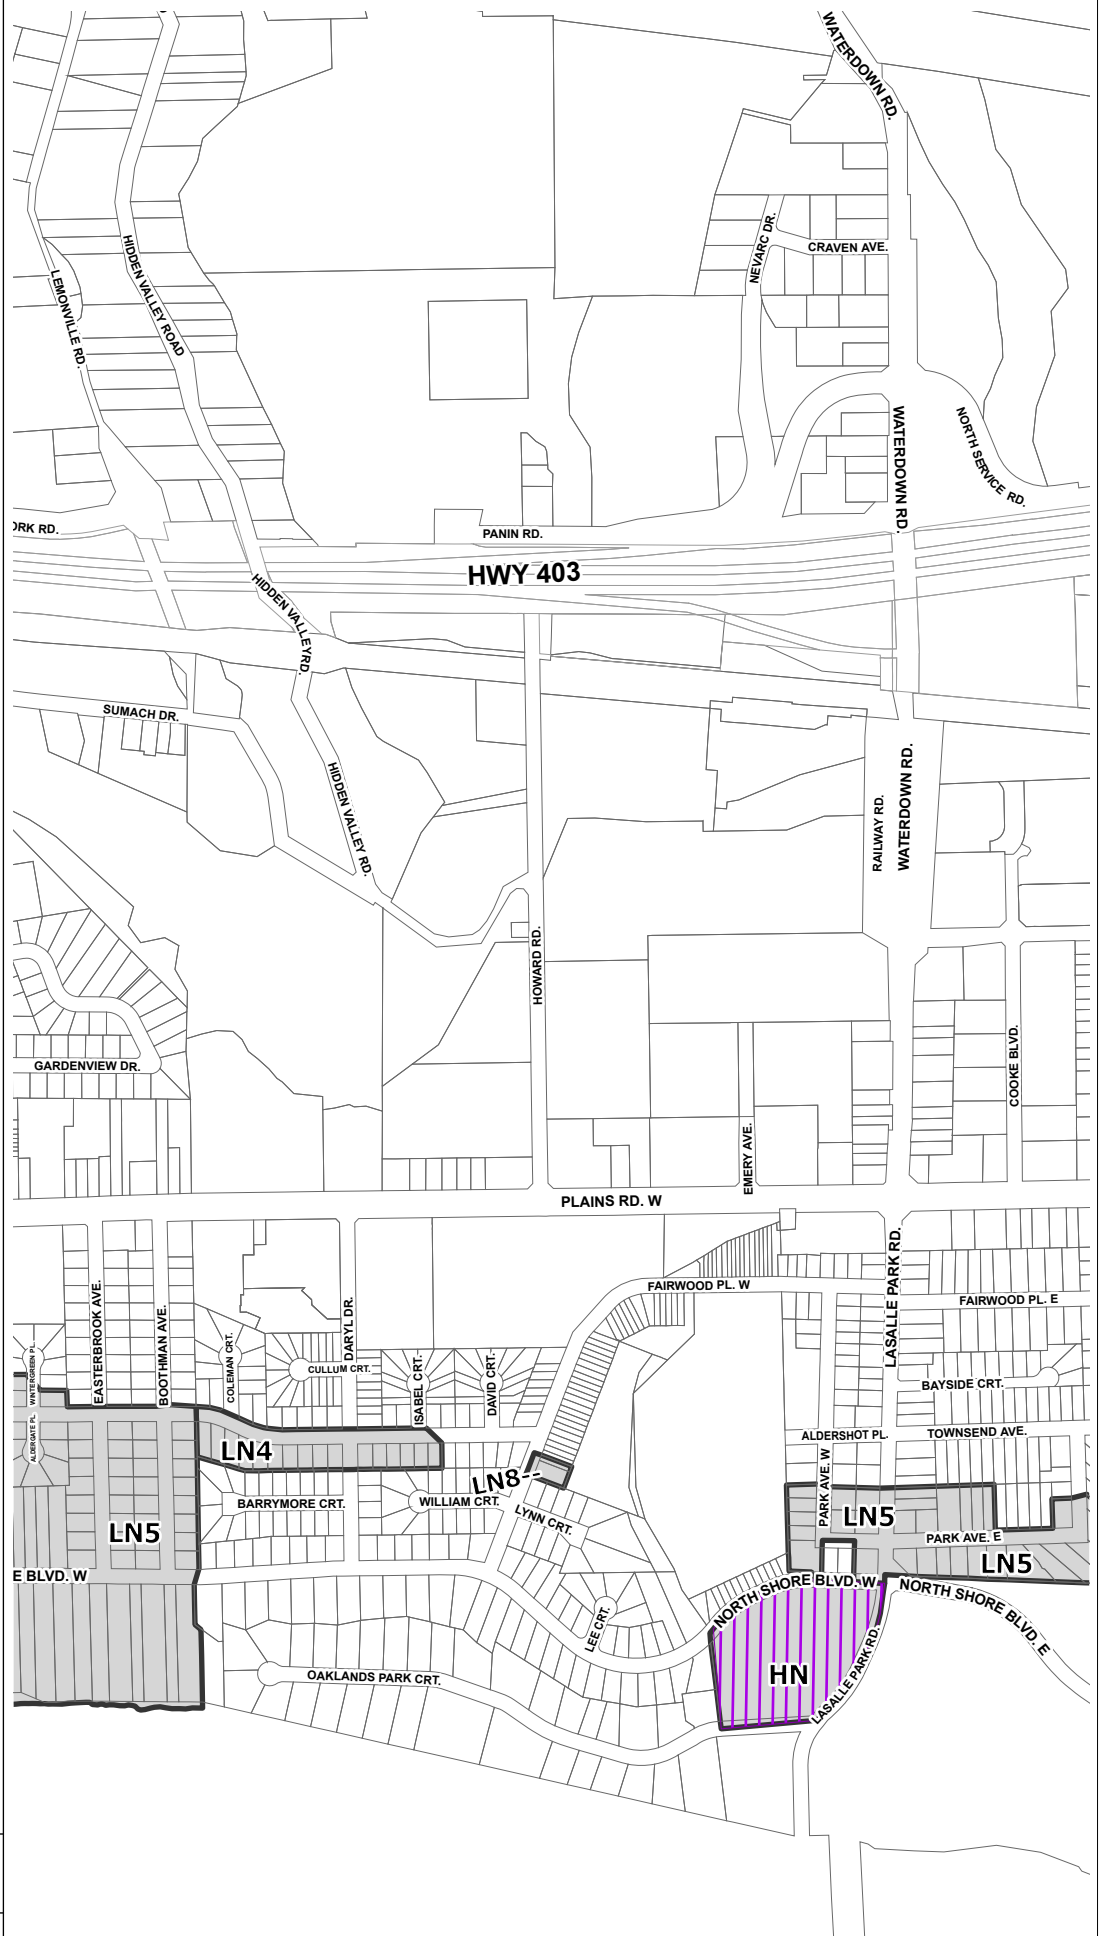 WATERDOWN RD.
NEVARC DR.
CRAVEN AVE.
HIDDEN VALLEY ROAD
LEMONVILLE RD.
WATERDOWN RD.
NORTH SERVICE RD.
ORK RD.
PANIN RD.
HWY 403
HIDDEN VALLEY RD.
SUMACH DR.
HIDDEN VALLEY RD.
RAILWAY RD.
WATERDOWN RD.
HOWARD RD.
GARDENVIEW DR.
COOKE BLVD.
EMERY AVE.
PLAINS RD. W
EASTERBROOK AVE.
BOOTHMAN AVE.
WINTERGREEN PL.
COLEMAN CRT.
DARYL DR.
CULLUM CRT.
ISABEL CRT.
DAVID CRT.
FAIRWOOD PL. W
LASALLE PARK RD.
FAIRWOOD PL. E
BAYSIDE CRT.
ALDERGATE PL.
LN4
ALDERSHOT PL.
TOWNSEND AVE.
LN8--
PARK AVE. W
BARRYMORE CRT.
WILLIAM CRT.
LYNN CRT.
LN5
LN5
PARK AVE. E
LN5
E BLVD. W
NORTH SHORE BLVD. W
NORTH SHORE BLVD. E
LEE CRT.
HN
LASALLE PARK RD.
OAKLANDS PARK CRT.